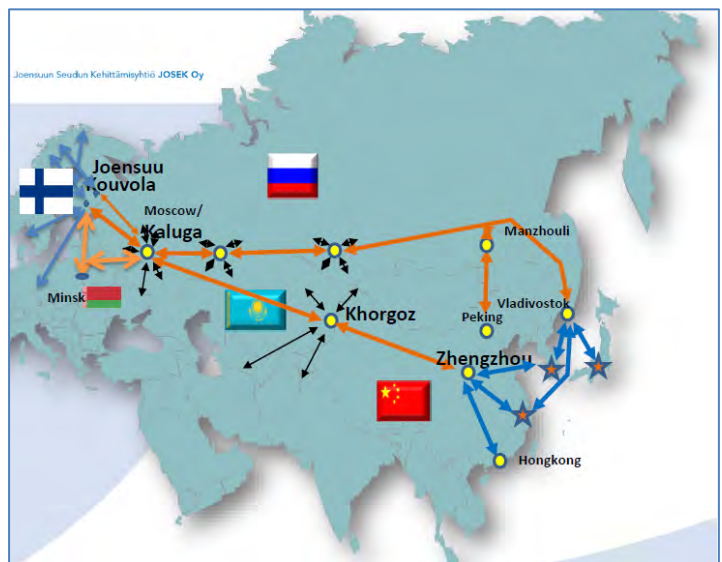 Joensuun Seudun Kehittämisyhtiö JOSEK Oy
Joensuu
Kouvola
Moscow/
Kaluga
Manzhouli
Minsk
Vladivostok
Khorgoz
Peking
Zhengzhou
Hongkong